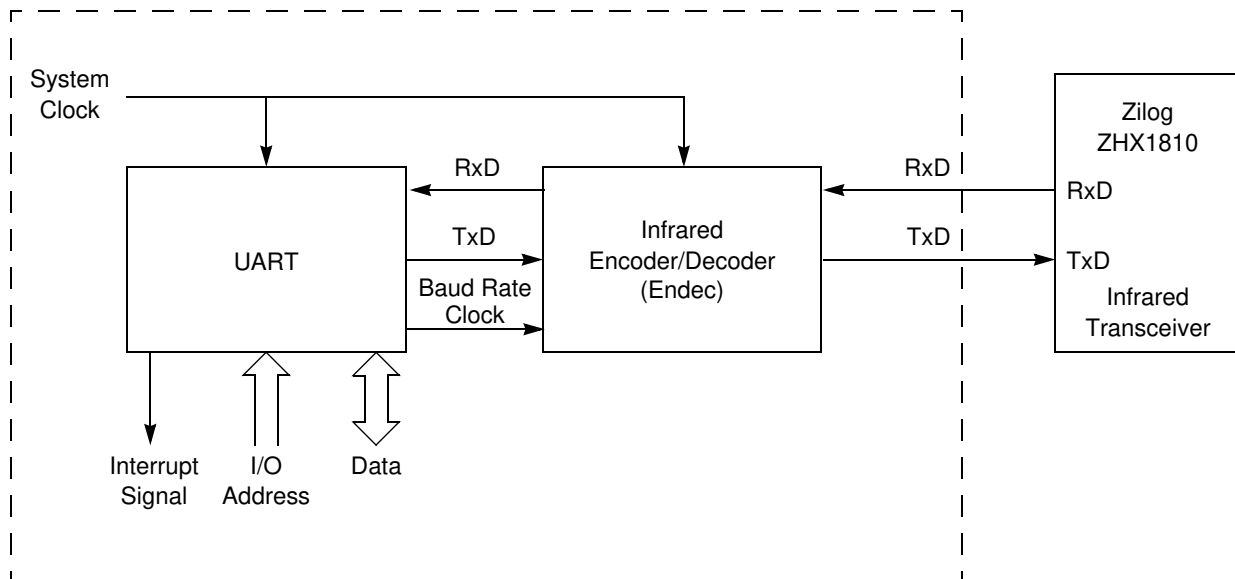 System
Clock
Zilog
ZHX1810
RxD
RxD
RxD
UART
TxD
Infrared
Encoder/Decoder
(Endec)
TxD
TxD
Baud Rate
Clock
Infrared
Transceiver
Interrupt
Signal
I/O
Address
Data